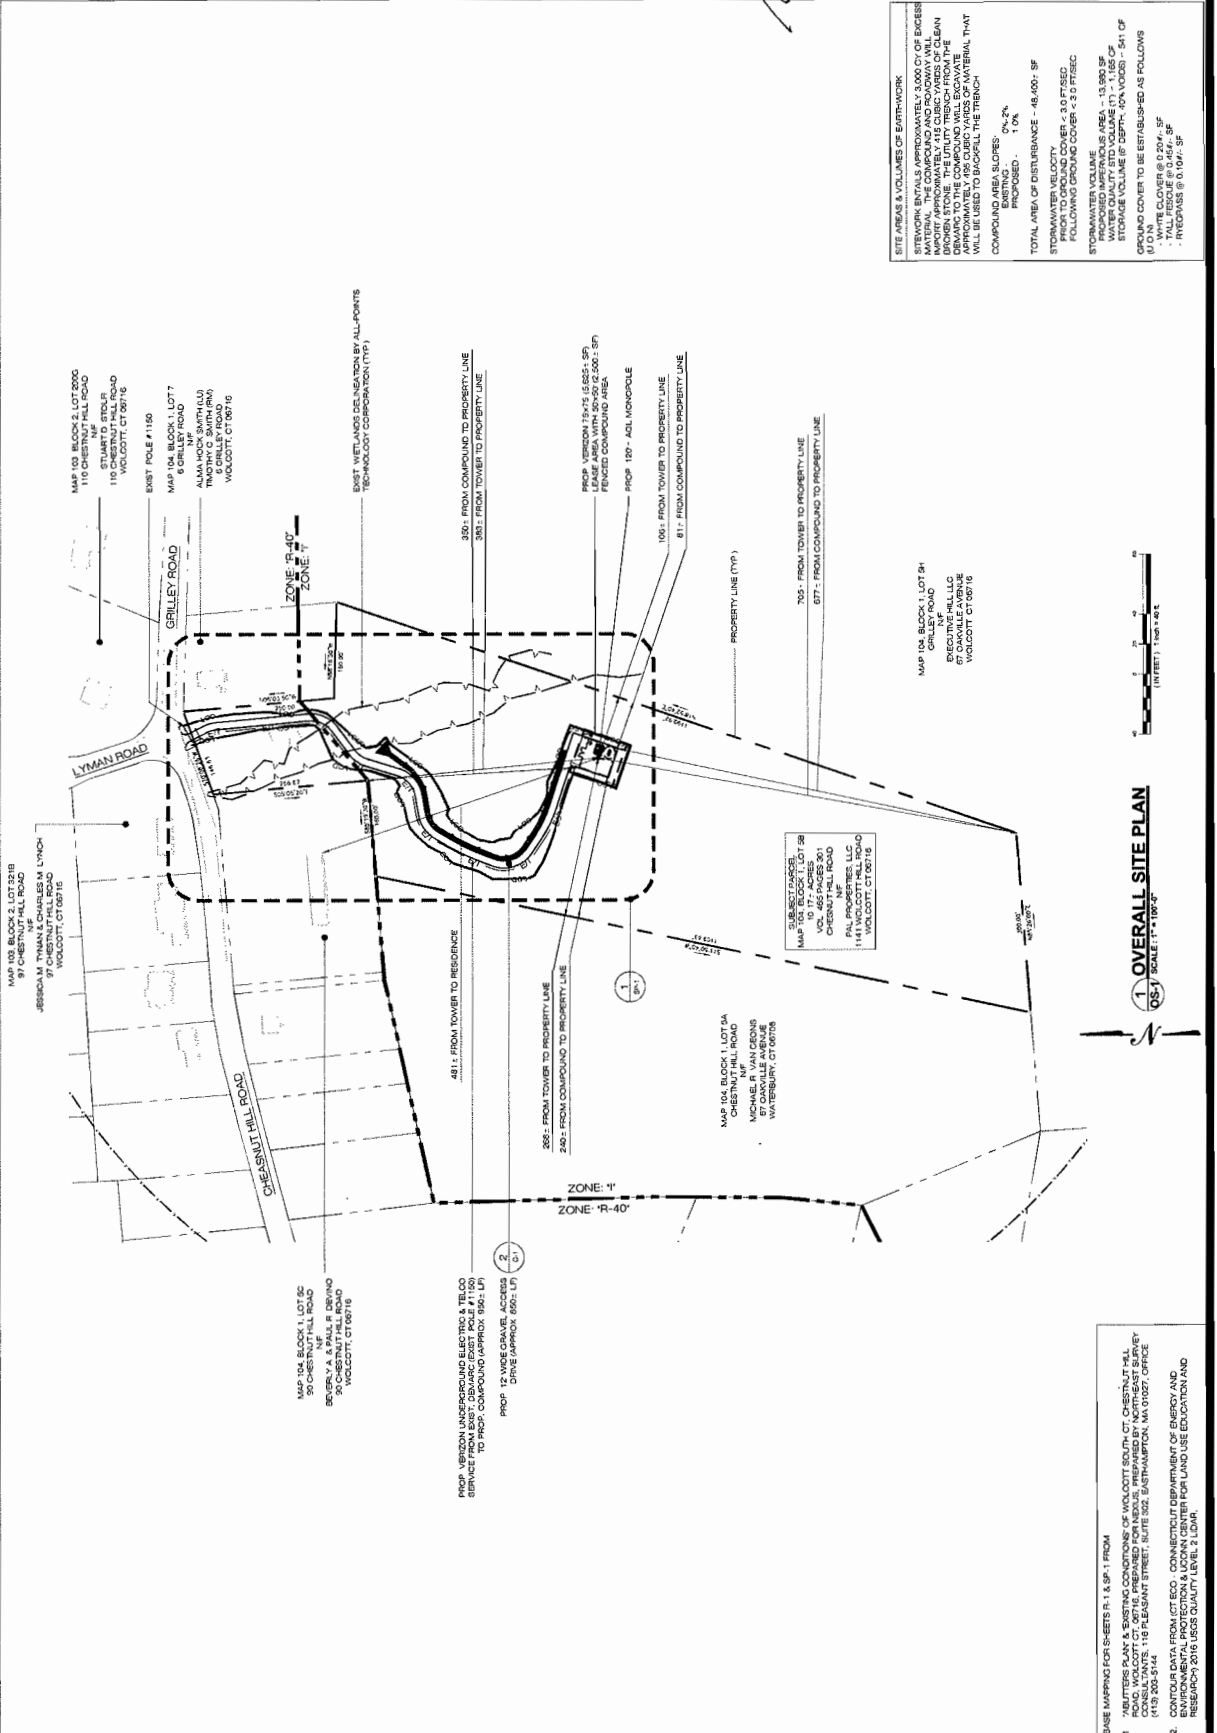 MAP 103, BLOCK 2, LOT 321B
97 CHESTNUT HILL ROAD
N/F
JESSICA M. TYNAN & CHARLES M. LYNCH
97 CHESTNUT HILL ROAD
WOLCOTT, CT 06716
MAP 103, BLOCK 2, LOT 200G
110 CHESTNUT HILL ROAD
N/F
STUART D. STOLP
110 CHESTNUT HILL ROAD
WOLCOTT, CT 06716
EXIST POLE #1150
MAP 104, BLOCK 1, LOT 7
6 GRILLEY ROAD
N/F
ALMA HOCK SMITH (LU)
TIMOTHY C. SMITH (RM)
6 GRILLEY ROAD
WOLCOTT, CT 06716
EXIST WETLANDS DELINEATION BY ALL-POINTS
TECHNOLOGY CORPORATION (TYP.)
350± FROM COMPOUND TO PROPERTY LINE
383± FROM TOWER TO PROPERTY LINE
PROP VERIZON 75'x75' (5,625± SF)
LEASE AREA WITH 50'x50' (2,500± SF)
FENCED COMPOUND AREA
PROP 120' - AGL MONOPOLE
100± FROM TOWER TO PROPERTY LINE
81± FROM COMPOUND TO PROPERTY LINE
705± FROM TOWER TO PROPERTY LINE
677± FROM COMPOUND TO PROPERTY LINE
PROPERTY LINE (TYP.)
LYMAN ROAD
GRILLEY ROAD
CHEASNUT HILL ROAD
ZONE: "R-40"
ZONE: "I"
MAP 104, BLOCK 1, LOT 5H
GRILLEY ROAD
N/F
EXECUTIVE HILL LLC
67 OAKVILLE AVENUE
WOLCOTT CT 06716
SUBJECT PARCEL
MAP 104, BLOCK 1, LOT 5B
10.17± ACRES
VOL 465 PAGES 301
CHESNUT HILL ROAD
N/F
PAL PROPERTIES, LLC
1141 WOLCOTT HILL ROAD
WOLCOTT, CT 06716
481± FROM TOWER TO RESIDENCE
266± FROM TOWER TO PROPERTY LINE
240± FROM COMPOUND TO PROPERTY LINE
1
SP-1
MAP 104, BLOCK 1, LOT 5A
CHESTNUT HILL ROAD
N/F
MICHAEL R VAN DEONS
67 OAKVILLE AVENUE
WATERBURY, CT 06708
ZONE: "I"
ZONE: "R-40"
MAP 104, BLOCK 1, LOT 5C
90 CHESTNUT HILL ROAD
N/F
BEVERLY A. & PAUL R. DEVINO
90 CHESTNUT HILL ROAD
WOLCOTT, CT 06716
PROP VERIZON UNDERGROUND ELECTRIC & TELCO
SERVICE FROM EXIST. DEMARC (EXIST POLE #1150)
TO PROP. COMPOUND (APPROX 950± LF)
PROP 12' WIDE GRAVEL ACCESS
DRIVE (APPROX 850± LF)
2
C-1
( IN FEET ) 1 inch = 40 ft.
1 OVERALL SITE PLAN
OS-1 SCALE : 1" = 100'-0"
N
SITE AREAS & VOLUMES OF EARTHWORK
SITEWORK ENTAILS APPROXIMATELY 3,000 CY OF EXCESS
MATERIAL. THE COMPOUND AND ROADWAY WILL
IMPORT APPROXIMATELY 415 CUBIC YARDS OF CLEAN
BROKEN STONE. THE UTILITY TRENCH FROM THE
DEMARC TO THE COMPOUND WILL EXCAVATE
APPROXIMATELY 495 CUBIC YARDS OF MATERIAL THAT
WILL BE USED TO BACKFILL THE TRENCH
COMPOUND AREA SLOPES:
EXISTING - 0%-2%
PROPOSED - 1.0%
TOTAL AREA OF DISTURBANCE = 48,400± SF
STORMWATER VELOCITY
PRIOR TO GROUND COVER < 3.0 FT/SEC
FOLLOWING GROUND COVER < 3.0 FT/SEC
STORMWATER VOLUME
PROPOSED IMPERVIOUS AREA = 13,980 SF
WATER QUALITY STD VOLUME (1") = 1,165 CF
STORAGE VOLUME (6" DEPTH, 40% VOIDS) = 541 CF
GROUND COVER TO BE ESTABLISHED AS FOLLOWS
(U O N)
- WHITE CLOVER @ 0.20#/- SF
- TALL FESCUE @ 0.45#/- SF
- RYEGRASS @ 0.10#/- SF
BASE MAPPING FOR SHEETS R-1 & SP-1 FROM
1 "ABUTTERS PLAN" & "EXISTING CONDITIONS" OF WOLCOTT SOUTH CT, CHESTNUT HILL
ROAD, WOLCOTT CT, 06716, PREPARED FOR NEXIUS, PREPARED BY NORTHEAST SURVEY
CONSULTANTS, 116 PLEASANT STREET, SUITE 302, EASTHAMPTON, MA 01027, OFFICE
(413) 203-5144
2. CONTOUR DATA FROM (CT ECO - CONNECTICUT DEPARTMENT OF ENERGY AND
ENVIRONMENTAL PROTECTION & UCONN CENTER FOR LAND USE EDUCATION AND
RESEARCH) 2016 USGS QUALITY LEVEL 2 LIDAR.